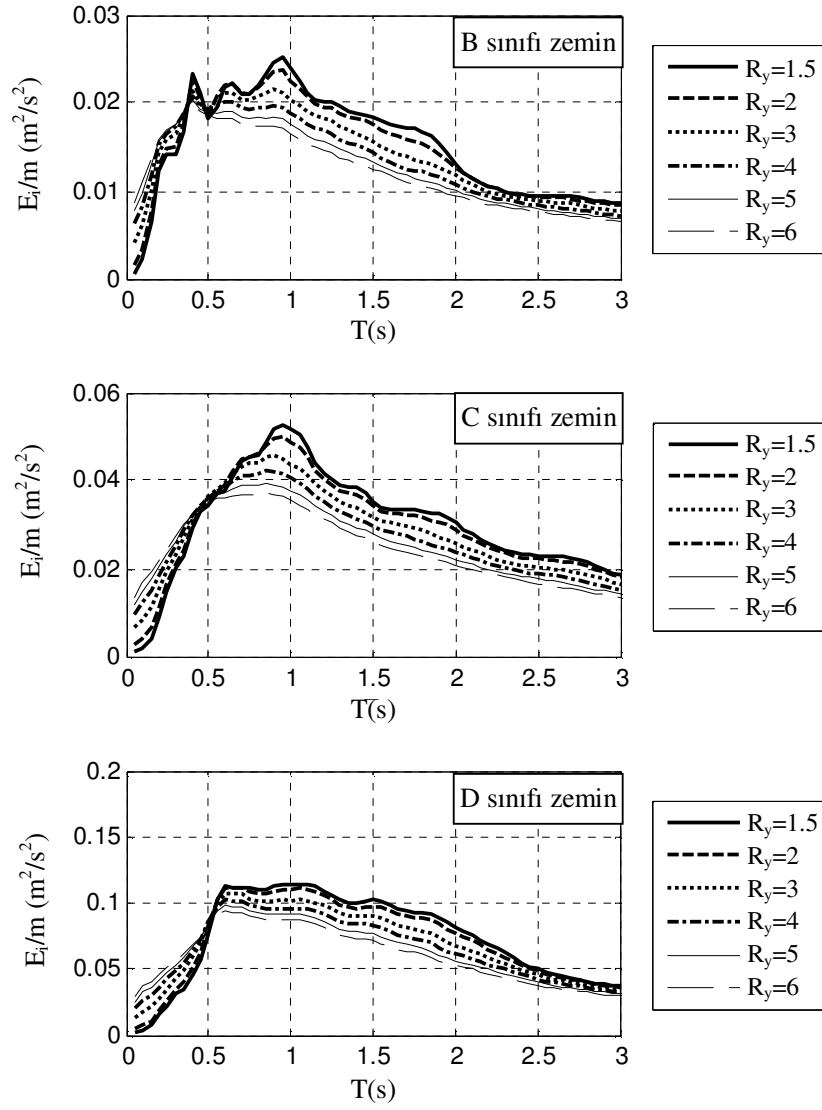 0.03
0.02
0.01
0
E_i/m (m^2/s^2)
B sınıfı zemin
0 0.5 1 1.5 2 2.5 3
T(s)
R_y=1.5
R_y=2
R_y=3
R_y=4
R_y=5
R_y=6
0.06
0.04
0.02
0
E_i/m (m^2/s^2)
C sınıfı zemin
0 0.5 1 1.5 2 2.5 3
T(s)
R_y=1.5
R_y=2
R_y=3
R_y=4
R_y=5
R_y=6
0.2
0.15
0.1
0.05
0
E_i/m (m^2/s^2)
D sınıfı zemin
0 0.5 1 1.5 2 2.5 3
T(s)
R_y=1.5
R_y=2
R_y=3
R_y=4
R_y=5
R_y=6